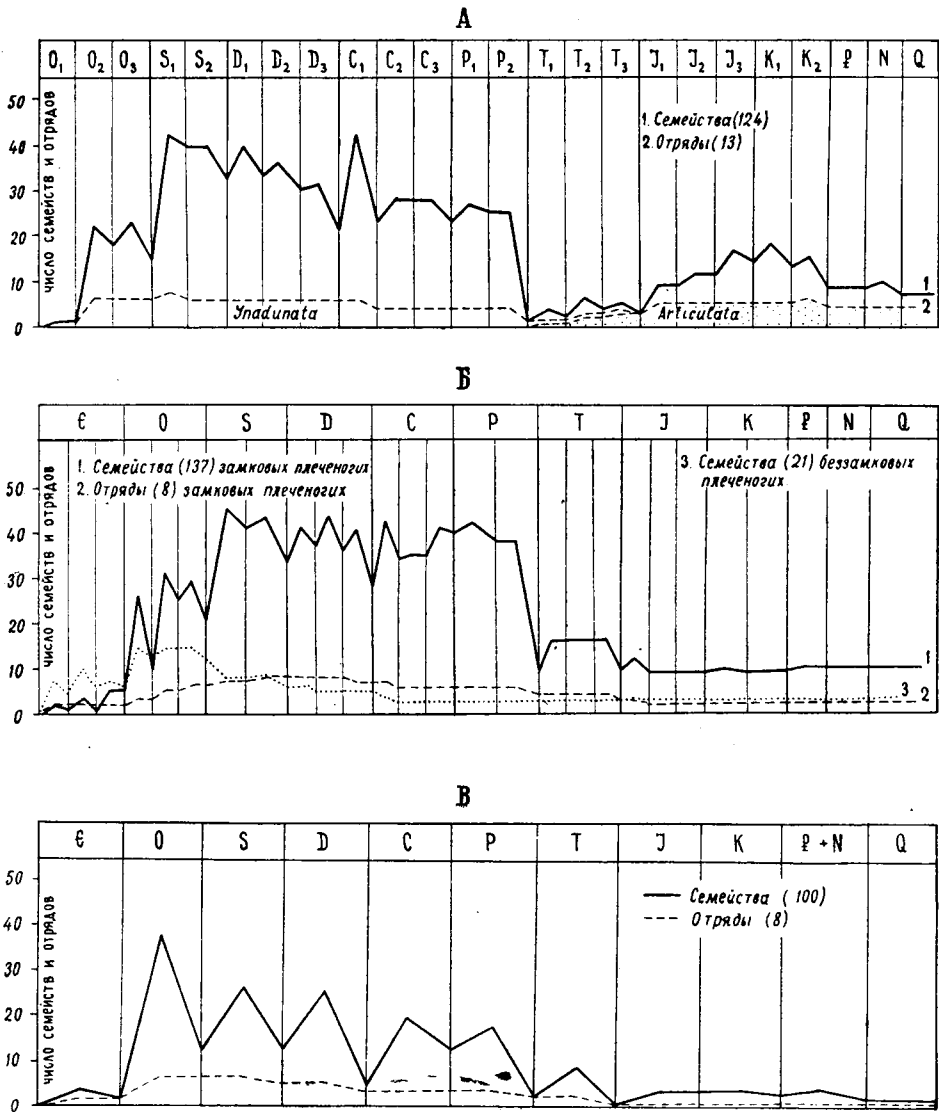 А
O₁ O₂ O₃ S₁ S₂ D₁ D₂ D₃ C₁ C₂ C₃ P₁ P₂ T₁ T₂ T₃ J₁ J₂ J₃ K₁ K₂ ₽ N Q
число семейств и отрядов
50
40
30
20
10
0
1. Семейства (124)
2. Отряды (13)
Ynadunata
Articulata
1
2
Б
Є O S D C P T J K ₽ N Q
число семейств и отрядов
50
40
30
20
10
0
1. Семейства (137) замковых плеченогих
2. Отряды (8) замковых плеченогих
3. Семейства (21) беззамковых
плеченогих
1
3
2
В
Є O S D C P T J K ₽ + N Q
число семейств и отрядов
50
40
30
20
10
0
Семейства (100)
Отряды (8)